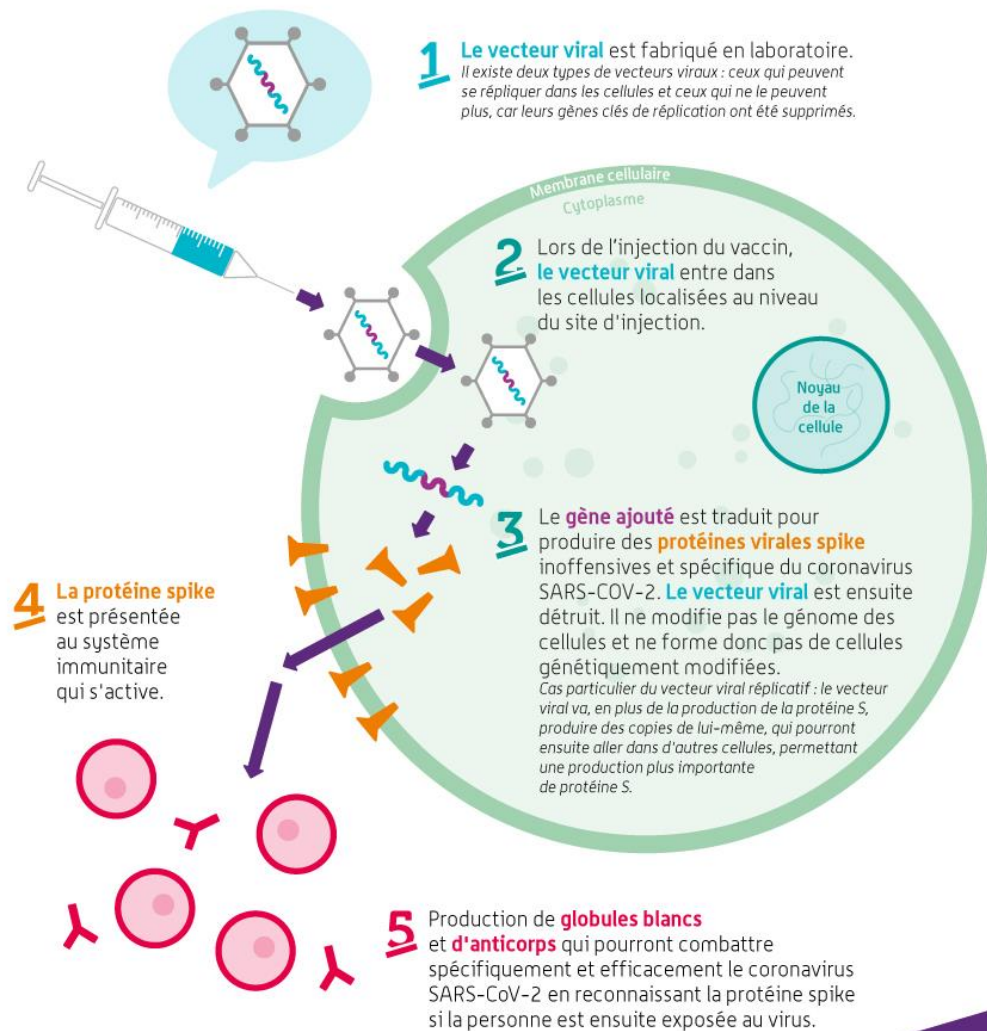 1 Le vecteur viral est fabriqué en laboratoire.
Il existe deux types de vecteurs viraux : ceux qui peuvent
se répliquer dans les cellules et ceux qui ne le peuvent
plus, car leurs gènes clés de réplication ont été supprimés.
Membrane cellulaire
Cytoplasme
2 Lors de l'injection du vaccin,
le vecteur viral entre dans
les cellules localisées au niveau
du site d'injection.
Noyau
de la
cellule
3 Le gène ajouté est traduit pour
produire des protéines virales spike
inoffensives et spécifique du coronavirus
SARS-COV-2. Le vecteur viral est ensuite
détruit. Il ne modifie pas le génome des
cellules et ne forme donc pas de cellules
génétiquement modifiées.
Cas particulier du vecteur viral réplicatif : le vecteur
viral va, en plus de la production de la protéine S,
produire des copies de lui-même, qui pourront
ensuite aller dans d'autres cellules, permettant
une production plus importante
de protéine S.
4 La protéine spike
est présentée
au système
immunitaire
qui s'active.
5 Production de globules blancs
et d'anticorps qui pourront combattre
spécifiquement et efficacement le coronavirus
SARS-CoV-2 en reconnaissant la protéine spike
si la personne est ensuite exposée au virus.